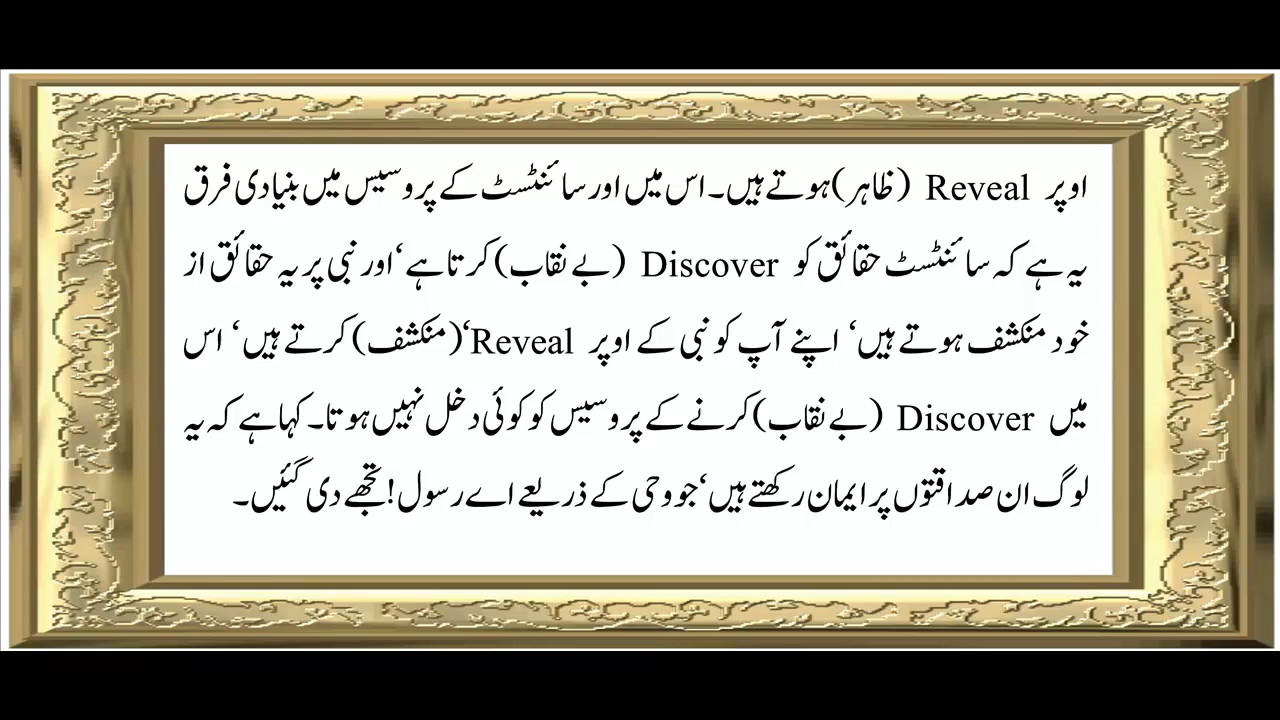 اوپر Reveal (ظاہر) ہوتے ہیں۔ اس میں اور سائنٹسٹ کے پروسیس میں بنیادی فرق
یہ ہے کہ سائنٹسٹ حقائق کو Discover (بے نقاب) کرتا ہے‘ اور نبی پر یہ حقائق از
خود منکشف ہوتے ہیں‘ اپنے آپ کو نبی کے اوپر Reveal‘ (منکشف) کرتے ہیں‘ اس
میں Discover (بے نقاب) کرنے کے پروسیس کو کوئی دخل نہیں ہوتا۔ کہا ہے کہ یہ
لوگ ان صداقتوں پر ایمان رکھتے ہیں‘ جو وحی کے ذریعے اے رسول! تجھے دی گئیں۔